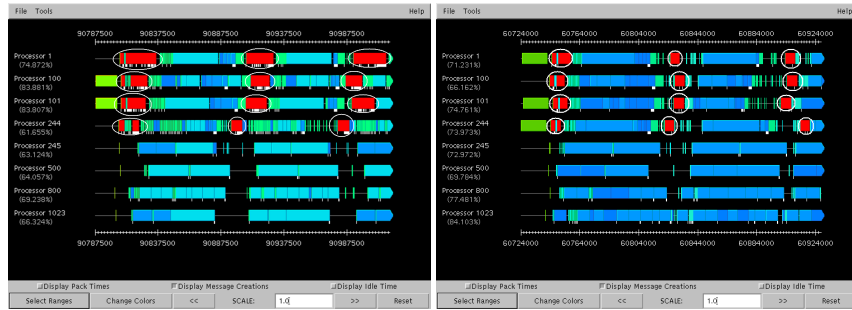 File Tools Help
90787500 90837500 90887500 90937500 90987500
Processor 1
(74.872%)
Processor 100
(83.881%)
Processor 101
(83.807%)
Processor 244
(61.655%)
Processor 245
(63.124%)
Processor 500
(64.057%)
Processor 800
(69.238%)
Processor 1023
(66.324%)
90787500 90837500 90887500 90937500 90987500
Display Pack Times Display Message Creations Display Idle Time
Select Ranges Change Colors << SCALE: 1.0 >> Reset
File Tools Help
60724000 60764000 60804000 60844000 60884000 60924000
Processor 1
(71.231%)
Processor 100
(66.162%)
Processor 101
(74.761%)
Processor 244
(73.973%)
Processor 245
(72.972%)
Processor 500
(69.784%)
Processor 800
(77.481%)
Processor 1023
(84.103%)
60724000 60764000 60804000 60844000 60884000 60924000
Display Pack Times Display Message Creations Display Idle Time
Select Ranges Change Colors << SCALE: 1.0 >> Reset